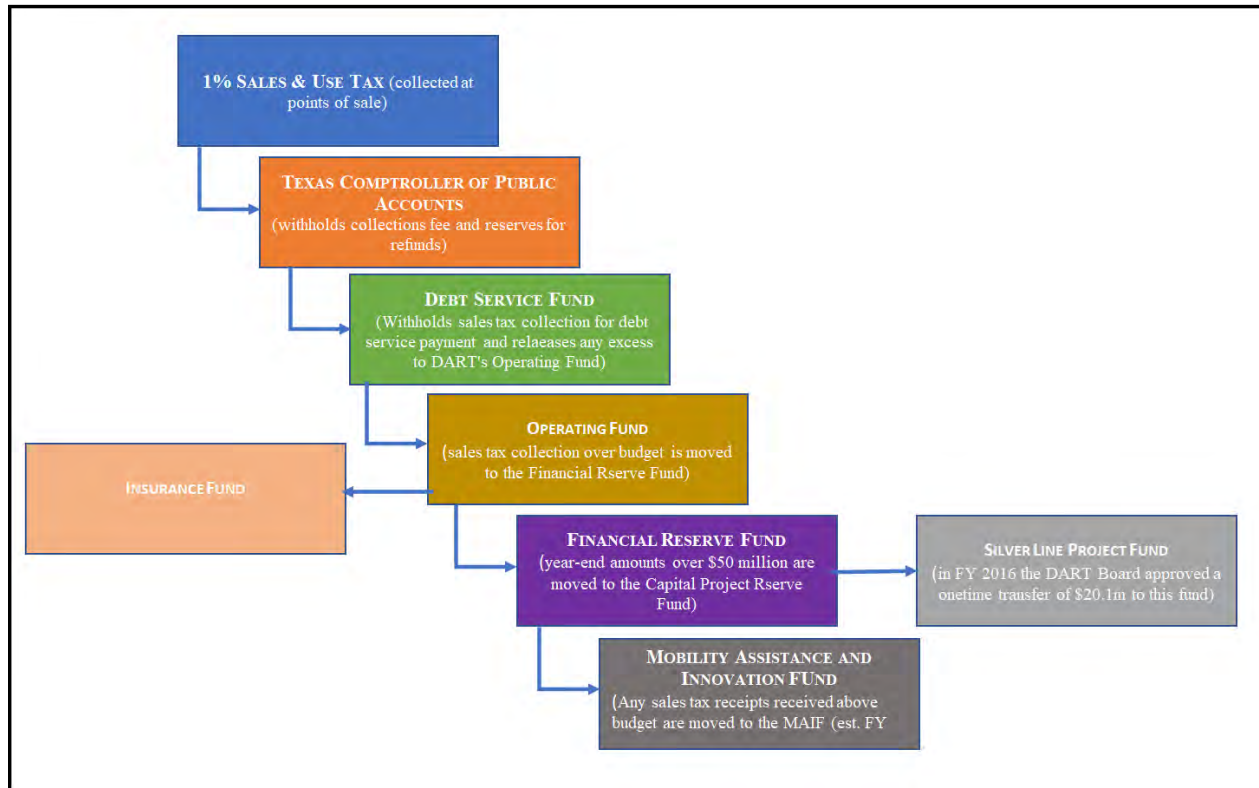 1% SALES & USE TAX (collected at
points of sale)
TEXAS COMPTROLLER OF PUBLIC
ACCOUNTS
(withholds collections fee and reserves for
refunds)
DEBT SERVICE FUND
(Withholds sales tax collection for debt
service payment and relaeases any excess
to DART's Operating Fund)
OPERATING FUND
(sales tax collection over budget is moved
to the Financial Rserve Fund)
INSURANCE FUND
FINANCIAL RESERVE FUND
(year-end amounts over $50 million are
moved to the Capital Project Rserve
Fund)
SILVER LINE PROJECT FUND
(in FY 2016 the DART Board approved a
onetime transfer of $20.1m to this fund)
MOBILITY ASSISTANCE AND
INNOVATION FUND
(Any sales tax receipts received above
budget are moved to the MAIF (est. FY